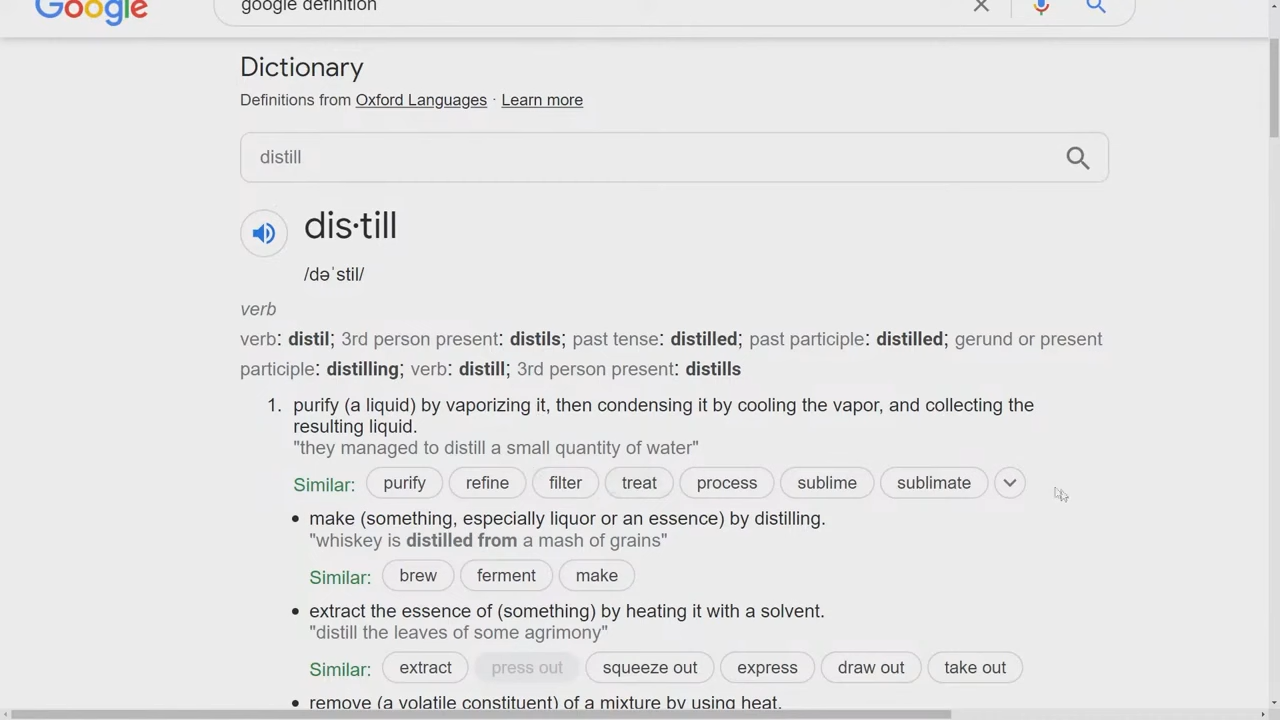 Google
google definition
Dictionary
Definitions from Oxford Languages · Learn more
distill
dis·till
/dəˈstil/
verb
verb: distil; 3rd person present: distils; past tense: distilled; past participle: distilled; gerund or present
participle: distilling; verb: distill; 3rd person present: distills
1. purify (a liquid) by vaporizing it, then condensing it by cooling the vapor, and collecting the
resulting liquid.
"they managed to distill a small quantity of water"
Similar: purify refine filter treat process sublime sublimate
• make (something, especially liquor or an essence) by distilling.
"whiskey is distilled from a mash of grains"
Similar: brew ferment make
• extract the essence of (something) by heating it with a solvent.
"distill the leaves of some agrimony"
Similar: extract press out squeeze out express draw out take out
• remove (a volatile constituent) of a mixture by using heat.